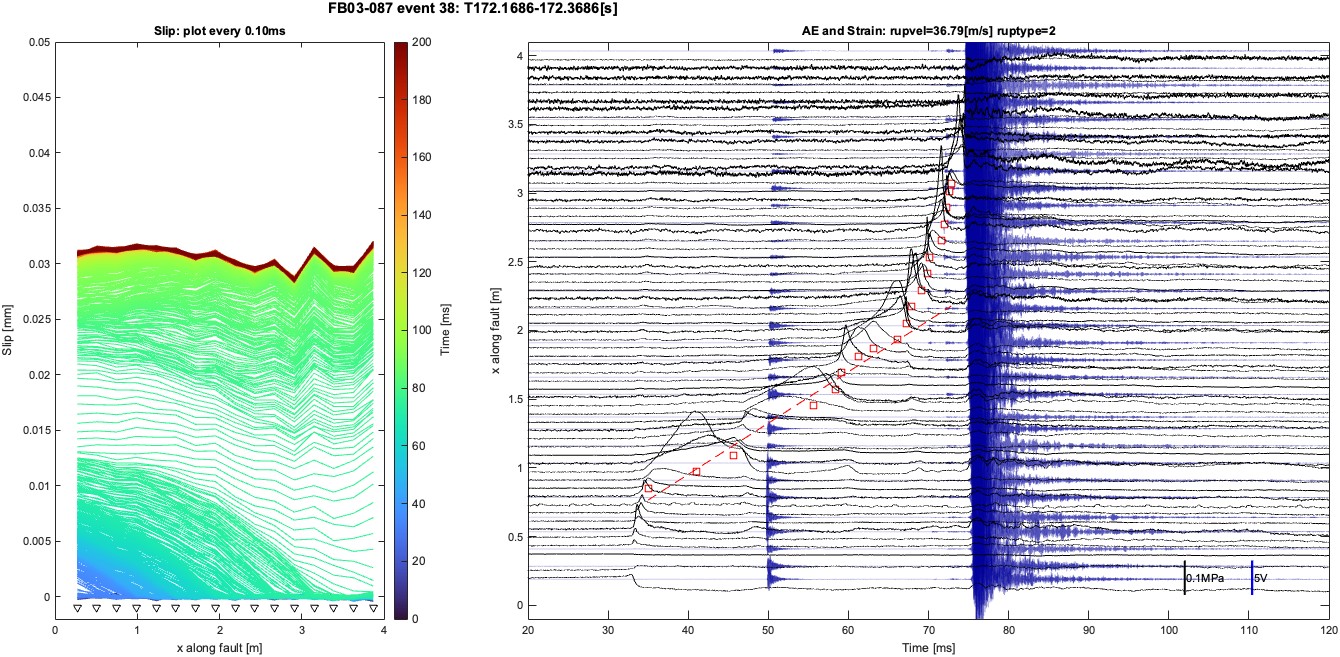 FB03-087 event 38: T172.1686-172.3686[s]
Slip: plot every 0.10ms
0.05
0.045
0.04
0.035
0.03
0.025
0.02
0.015
0.01
0.005
0
Slip [mm]
0 1 2 3 4
x along fault [m]
200
180
160
140
120
100
80
60
40
20
0
Time [ms]
AE and Strain: rupvel=36.79[m/s] ruptype=2
4
3.5
3
2.5
2
1.5
1
0.5
0
x along fault [m]
0.1MPa 5V
20 30 40 50 60 70 80 90 100 110 120
Time [ms]